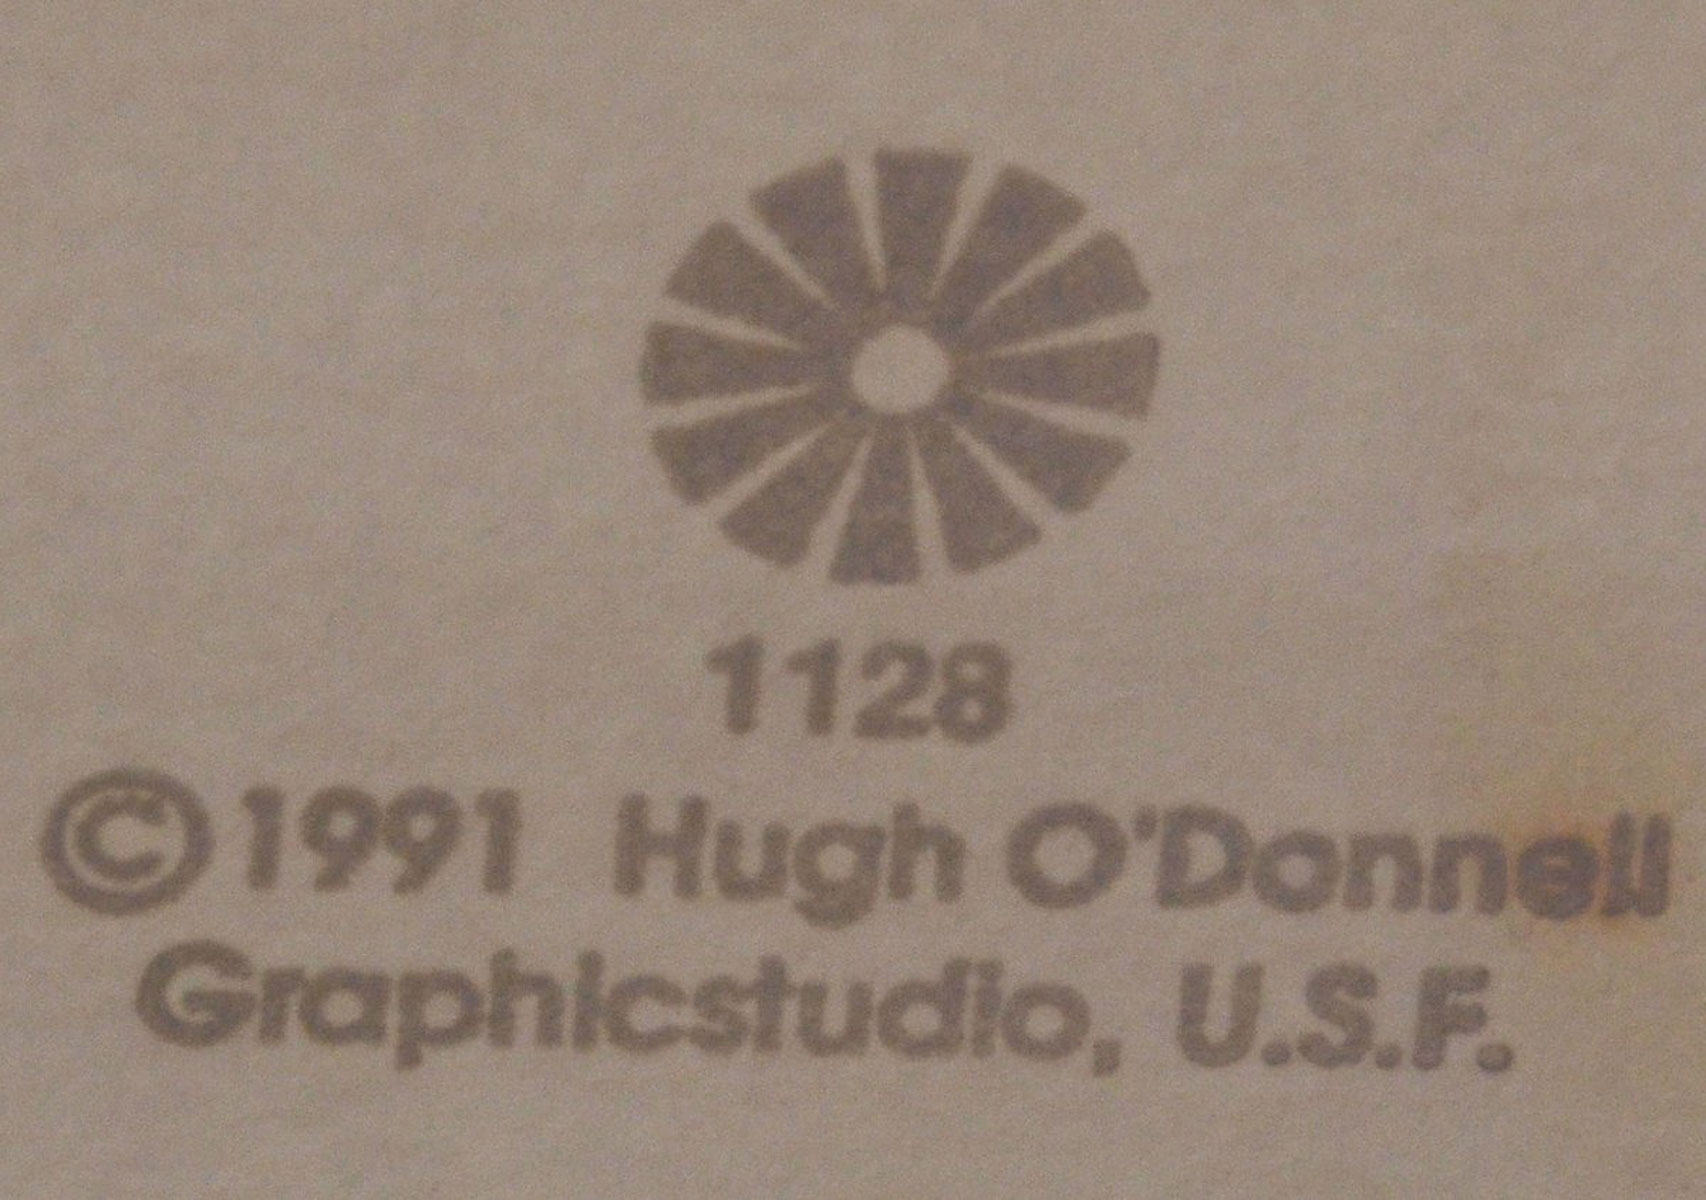 1128
©1991 Hugh O'Donnell
Graphicstudio, U.S.F.